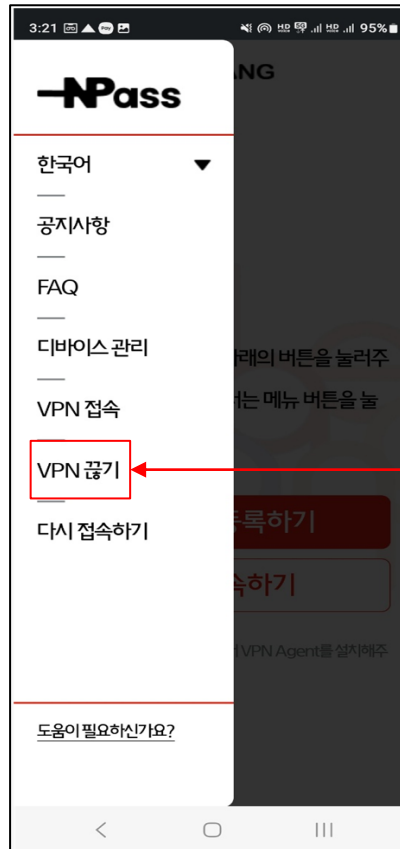 3:21 Pay 95%
NPass
NG
한국어
공지사항
FAQ
디바이스 관리
래의 버튼을 눌러주
VPN 접속
는 메뉴 버튼을 눌
VPN 끊기
다시 접속하기
록하기
속하기
VPN Agent를 설치해주
도움이 필요하신가요?